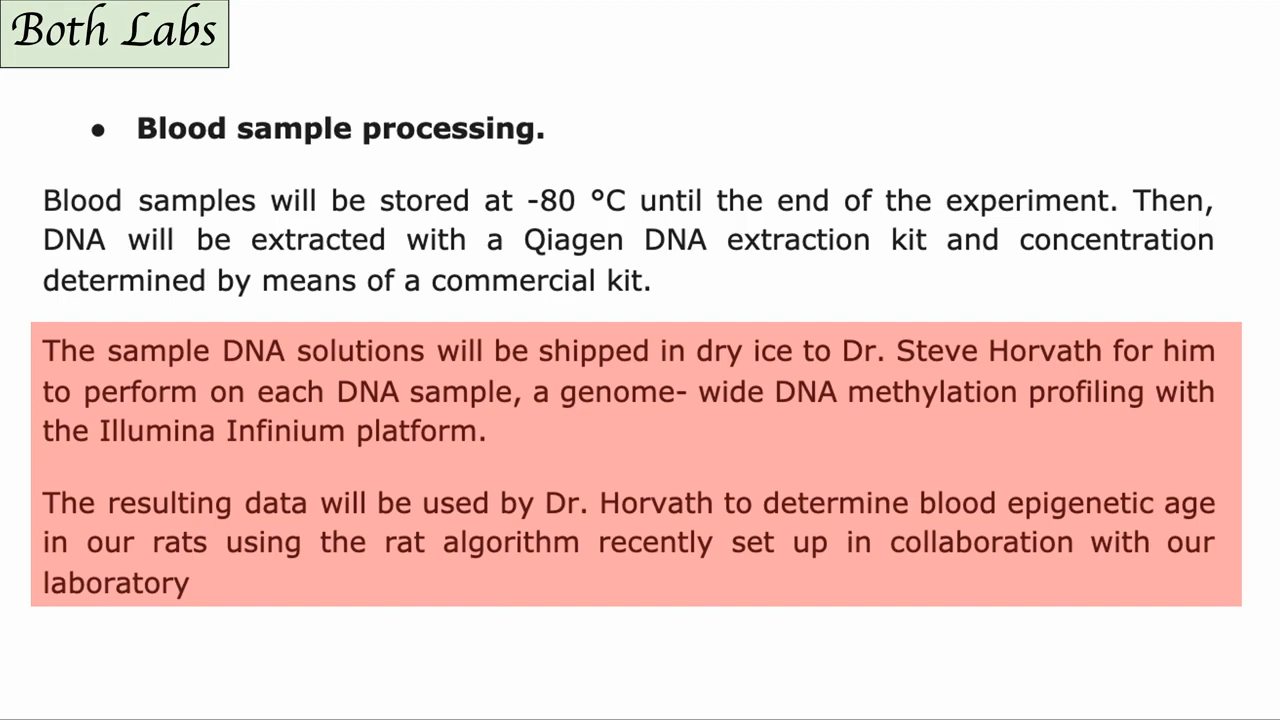 Both Labs
● Blood sample processing.
Blood samples will be stored at -80 °C until the end of the experiment. Then,
DNA will be extracted with a Qiagen DNA extraction kit and concentration
determined by means of a commercial kit.
The sample DNA solutions will be shipped in dry ice to Dr. Steve Horvath for him
to perform on each DNA sample, a genome- wide DNA methylation profiling with
the Illumina Infinium platform.
The resulting data will be used by Dr. Horvath to determine blood epigenetic age
in our rats using the rat algorithm recently set up in collaboration with our
laboratory